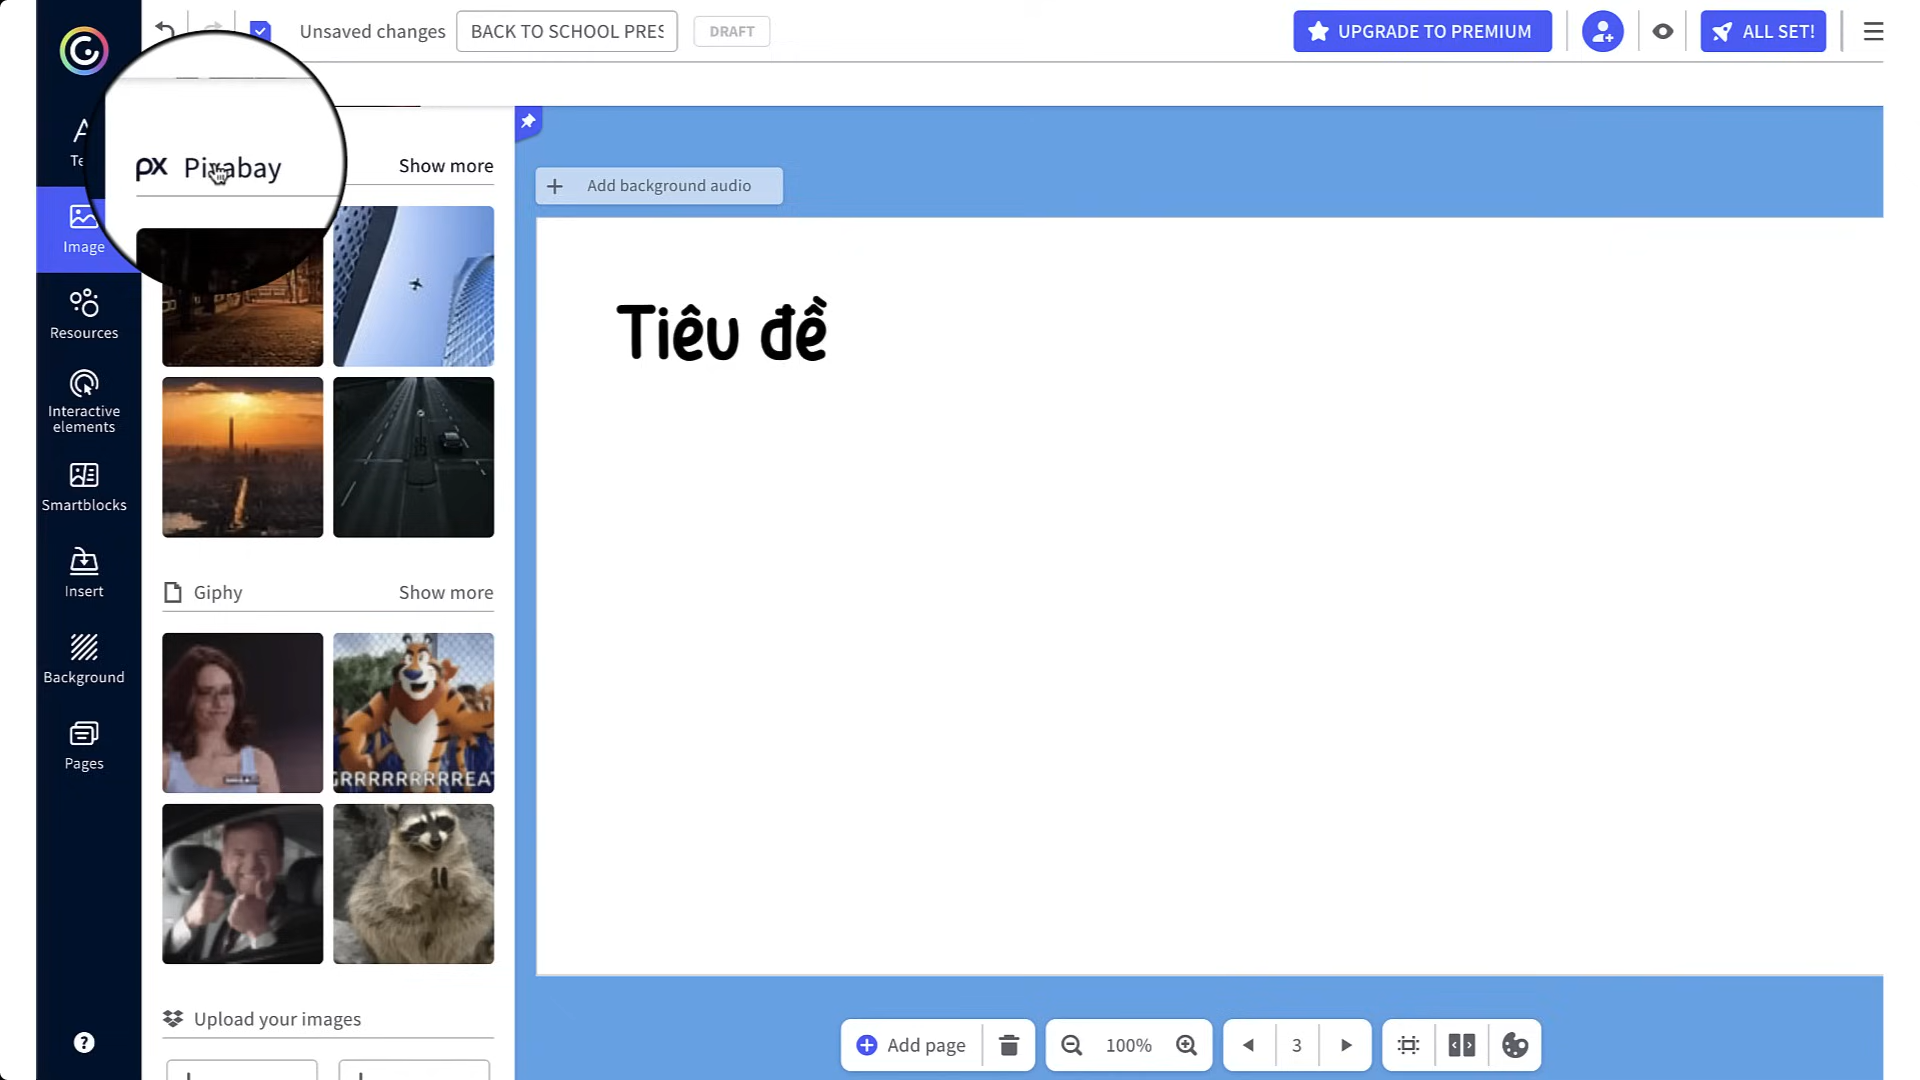 Unsaved changes
BACK TO SCHOOL PRES
DRAFT
UPGRADE TO PREMIUM
ALL SET!
px Pixabay
Show more
Image
Resources
Interactive
elements
Smartblocks
Insert
Background
Pages
?
Add background audio
Tiêu đề
Giphy
Show more
GRRRRRRRRREAT
Upload your images
Add page
100%
3